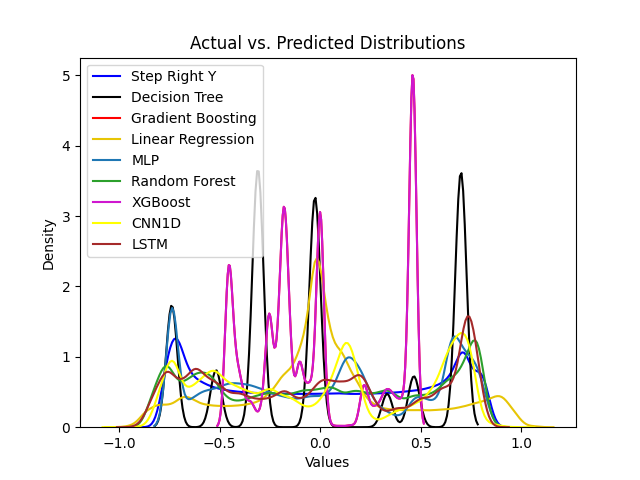 Actual vs. Predicted Distributions
Step Right Y
Decision Tree
Gradient Boosting
Linear Regression
MLP
Random Forest
XGBoost
CNN1D
LSTM
Density
5
4
3
2
1
0
−1.0 −0.5 0.0 0.5 1.0
Values